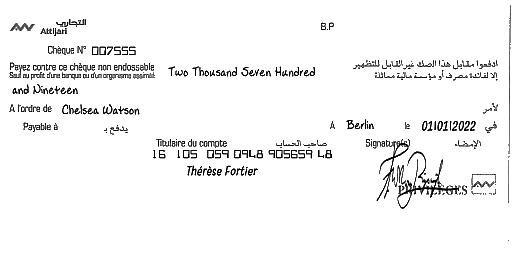 التجاري
Attijari
B.P
Chèque N° 007555
Payez contre ce chèque non endossable
Sauf au profit d'une banque ou d'un organisme assimilé
Two Thousand Seven Hundred
ادفعوا مقابل هذا الصك غير القابل للتظهير
إلا لفائدة مصرف أو مؤسسة مالية مماثلة
and Nineteen
A l'ordre de Chelsea Watson لأمر
Payable à يدفع بـ
A Berlin le 01/01/2022 في
Titulaire du compte صاحب الحساب Signature(s) الإمضاء
16 105 059 0948 905659 48
Thérèse Fortier
PRIVILÈGES